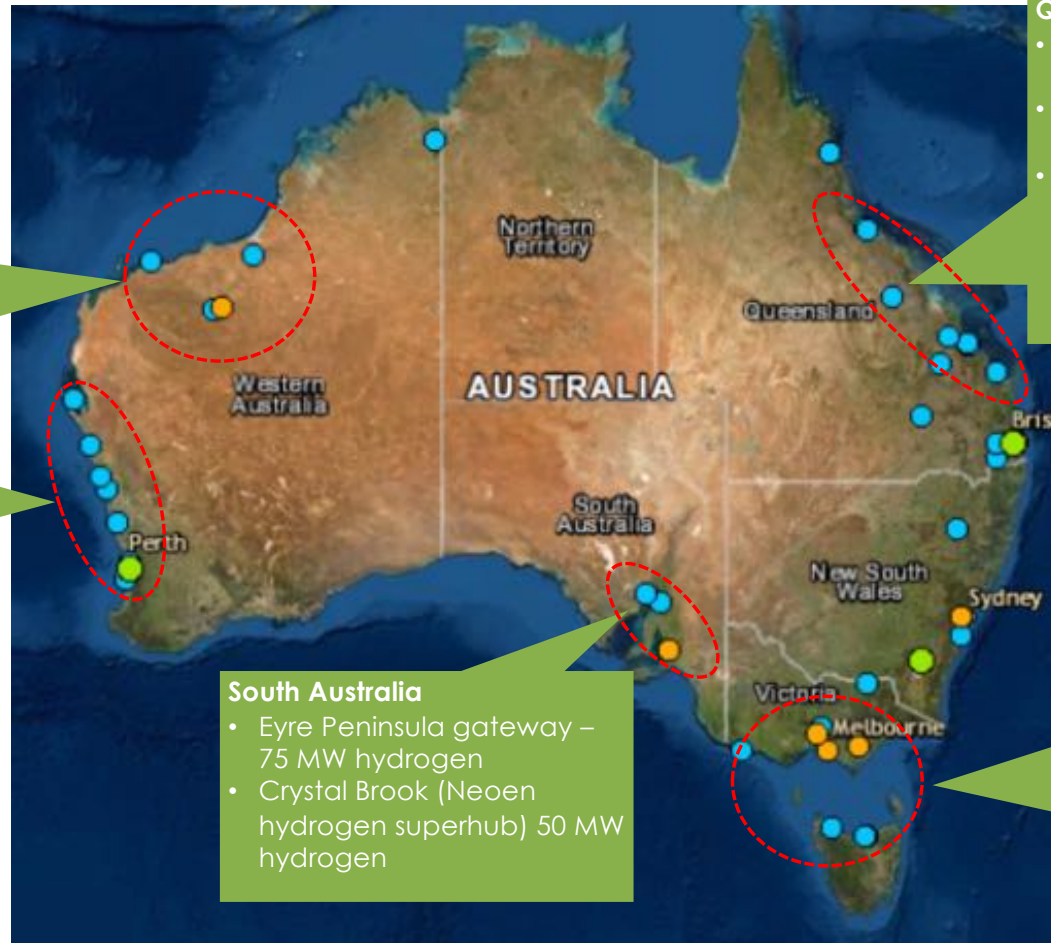 Q
•
•
•
Northern
Territory
Queensland
Western
Australia
AUSTRALIA
Bris
South
Australia
Perth
New South
Wales
Sydney
Victoria
Melbourne
South Australia
• Eyre Peninsula gateway –
75 MW hydrogen
• Crystal Brook (Neoen
hydrogen superhub) 50 MW
hydrogen